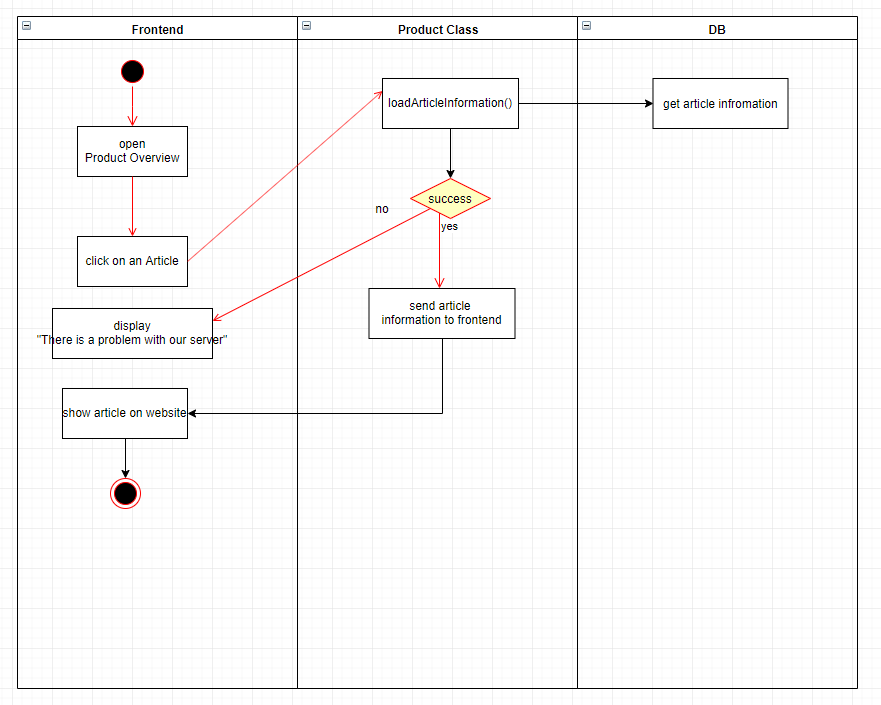 Frontend
Product Class
DB
open
Product Overview
loadArticleInformation()
get article infromation
success
no
yes
click on an Article
send article
information to frontend
display
"There is a problem with our server"
show article on website